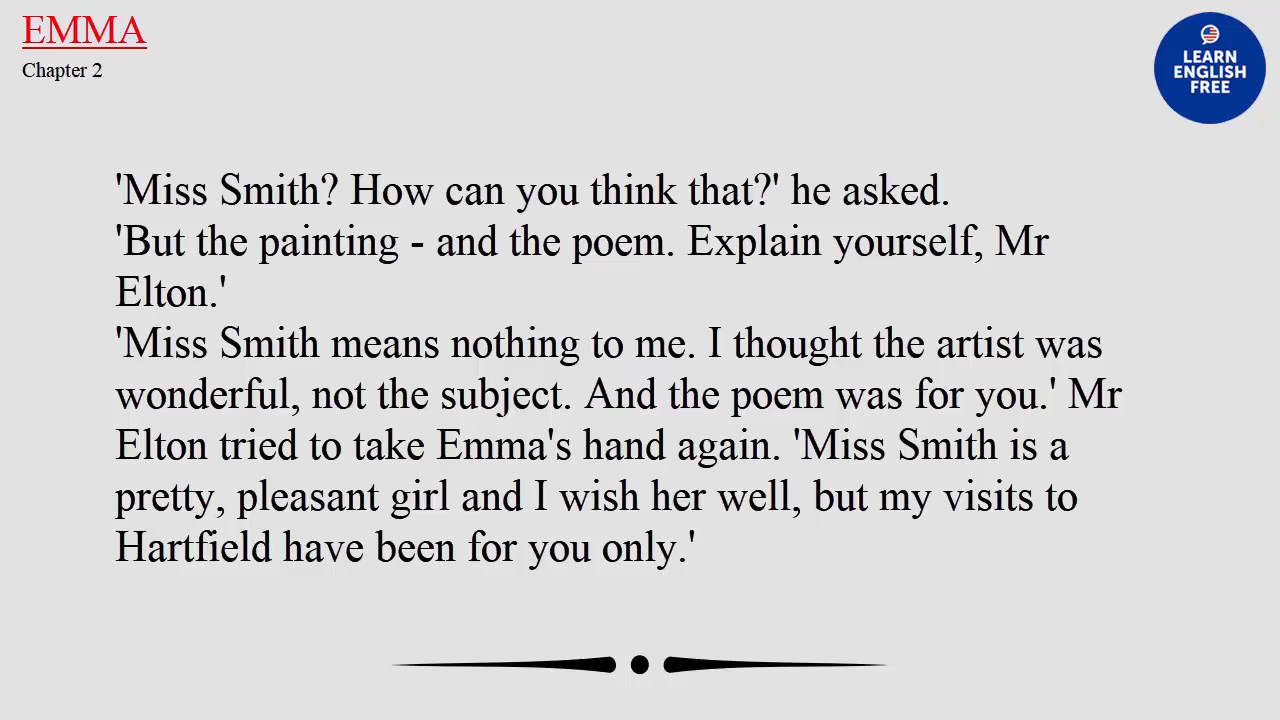 EMMA
Chapter 2
LEARN
ENGLISH
FREE
'Miss Smith? How can you think that?' he asked.
'But the painting - and the poem. Explain yourself, Mr
Elton.'
'Miss Smith means nothing to me. I thought the artist was
wonderful, not the subject. And the poem was for you.' Mr
Elton tried to take Emma's hand again. 'Miss Smith is a
pretty, pleasant girl and I wish her well, but my visits to
Hartfield have been for you only.'